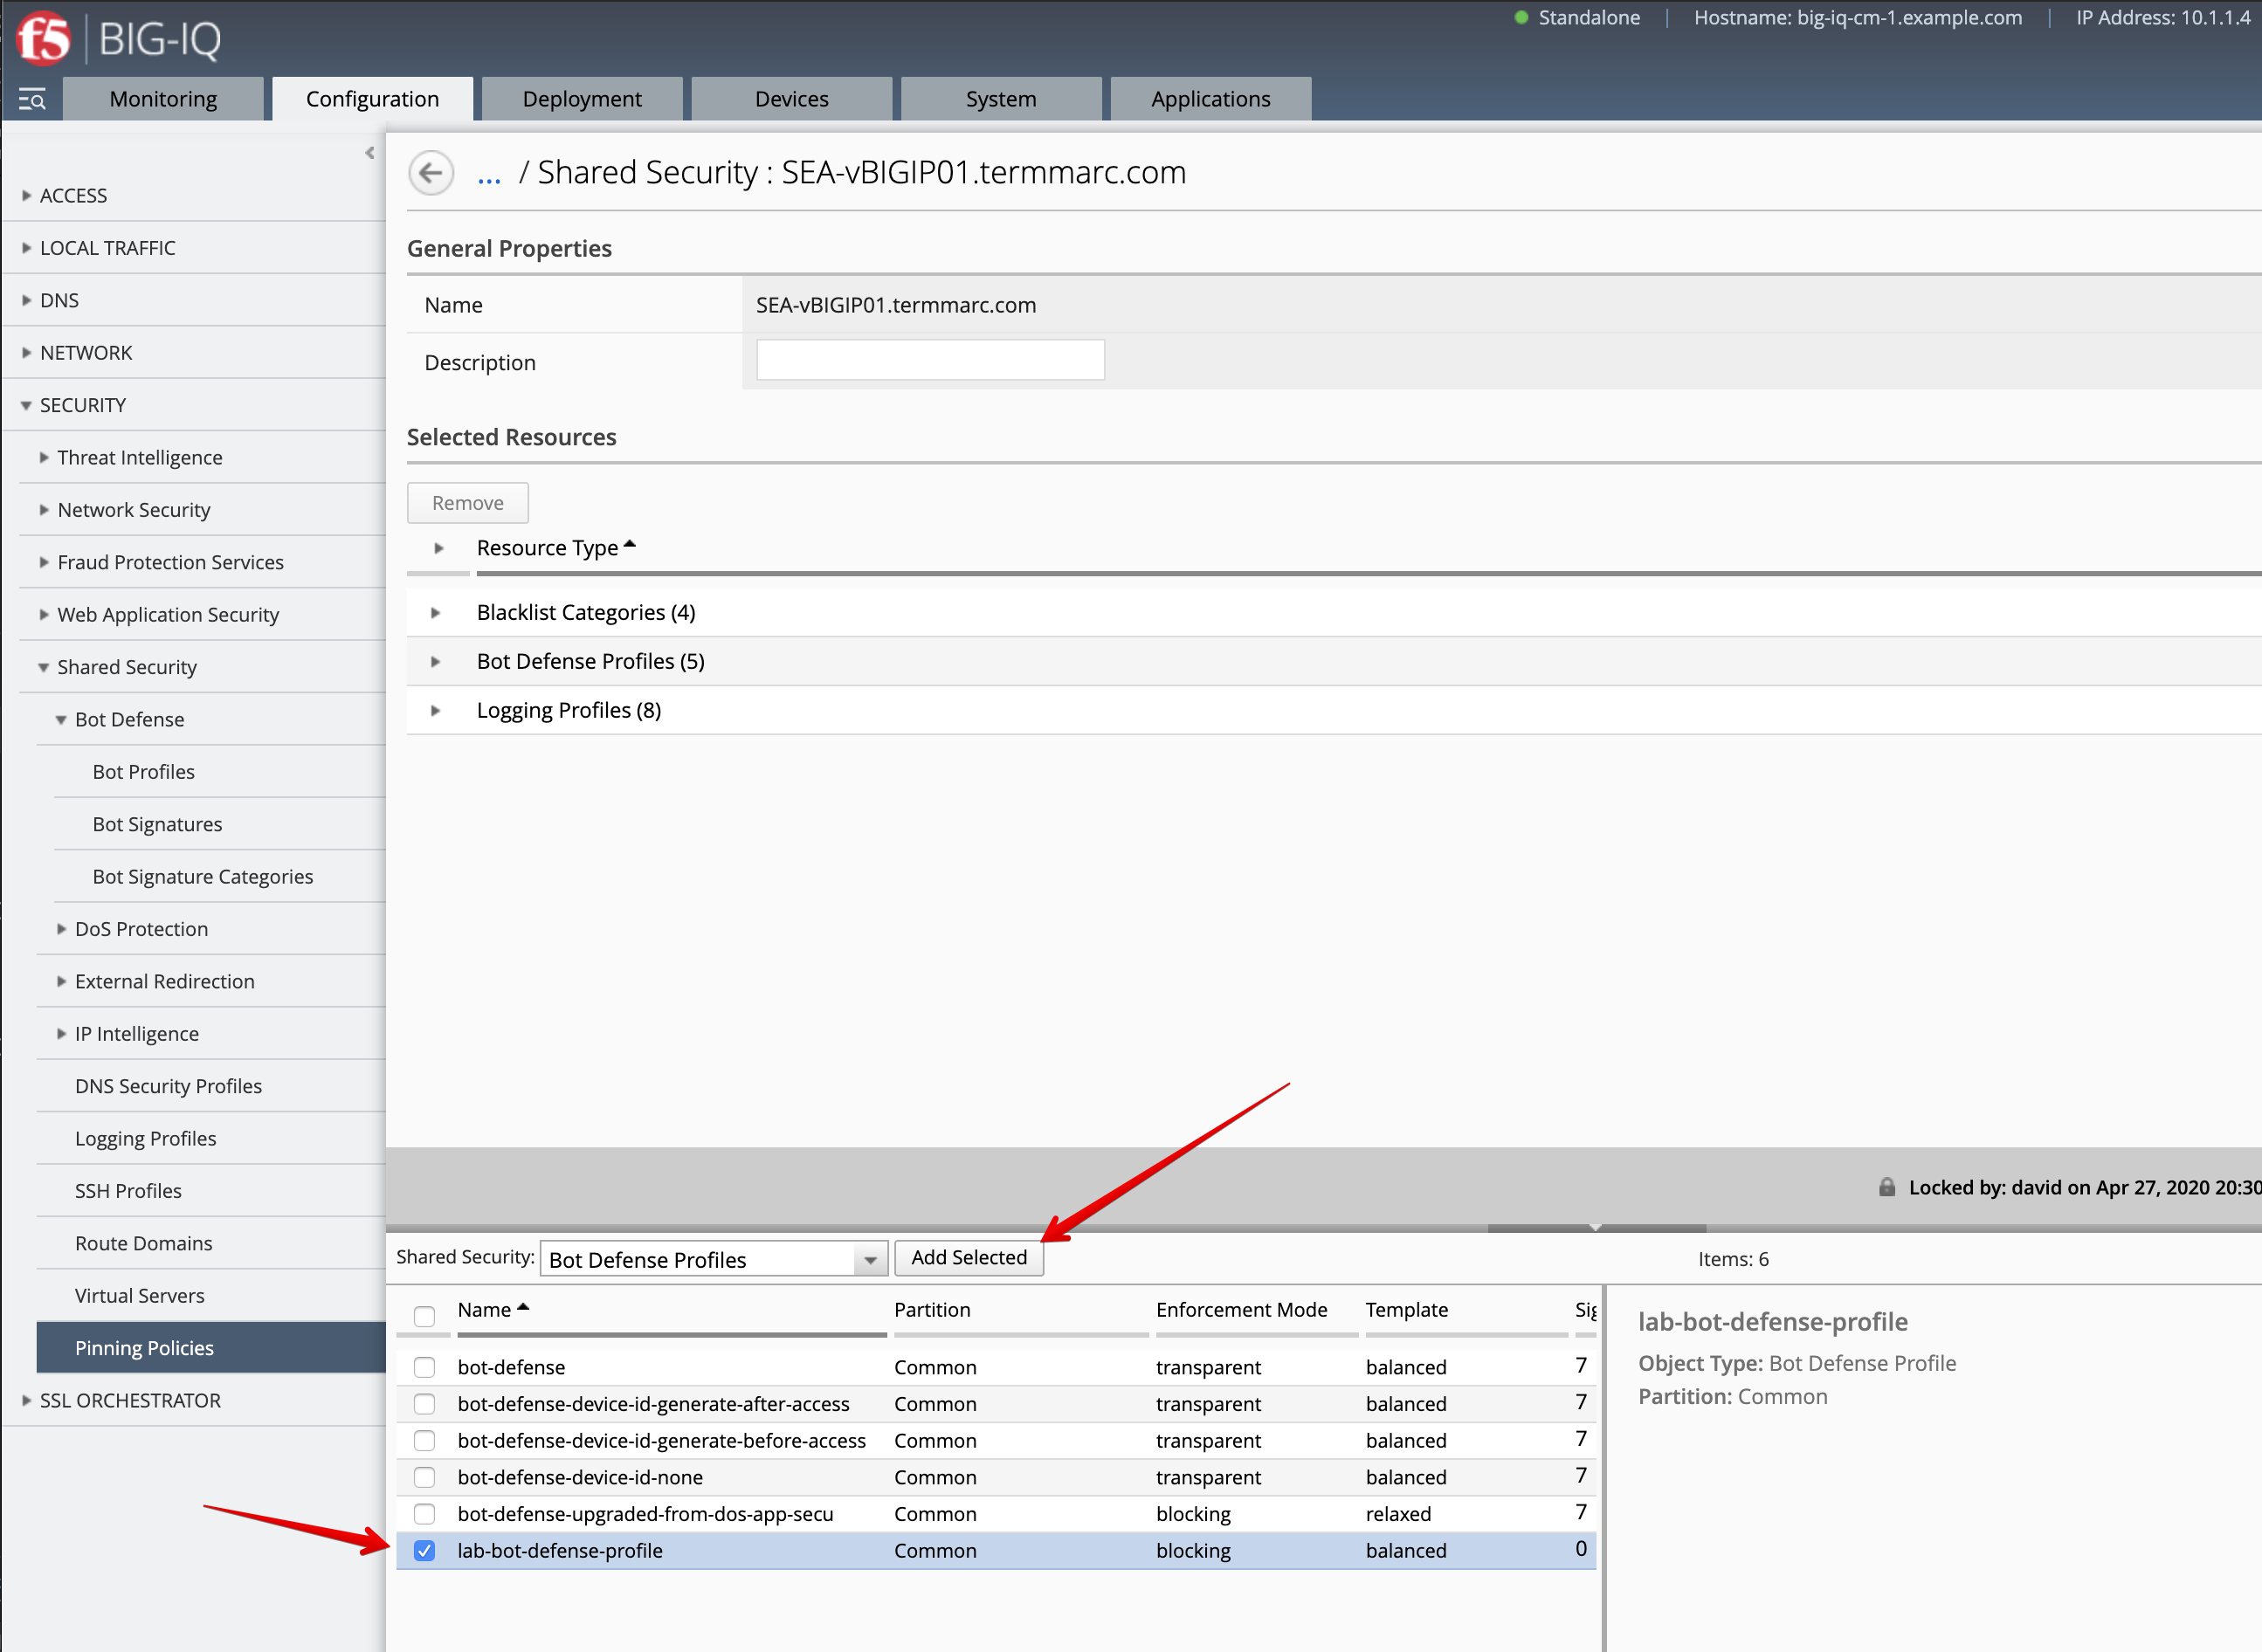 Standalone | Hostname: big-iq-cm-1.example.com | IP Address: 10.1.1.4
f5 BIG-IQ
Monitoring Configuration Deployment Devices System Applications
... / Shared Security : SEA-vBIGIP01.termmarc.com
ACCESS
LOCAL TRAFFIC
DNS
NETWORK
SECURITY
Threat Intelligence
Network Security
Fraud Protection Services
Web Application Security
Shared Security
Bot Defense
Bot Profiles
Bot Signatures
Bot Signature Categories
DoS Protection
External Redirection
IP Intelligence
DNS Security Profiles
Logging Profiles
SSH Profiles
Route Domains
Virtual Servers
Pinning Policies
SSL ORCHESTRATOR
General Properties
Name SEA-vBIGIP01.termmarc.com
Description
Selected Resources
Remove
Resource Type
Blacklist Categories (4)
Bot Defense Profiles (5)
Logging Profiles (8)
Locked by: david on Apr 27, 2020 20:30
Shared Security: Bot Defense Profiles Add Selected Items: 6
Name Partition Enforcement Mode Template Sig
bot-defense Common transparent balanced 7
bot-defense-device-id-generate-after-access Common transparent balanced 7
bot-defense-device-id-generate-before-access Common transparent balanced 7
bot-defense-device-id-none Common transparent balanced 7
bot-defense-upgraded-from-dos-app-secu Common blocking relaxed 7
lab-bot-defense-profile Common blocking balanced 0
lab-bot-defense-profile
Object Type: Bot Defense Profile
Partition: Common